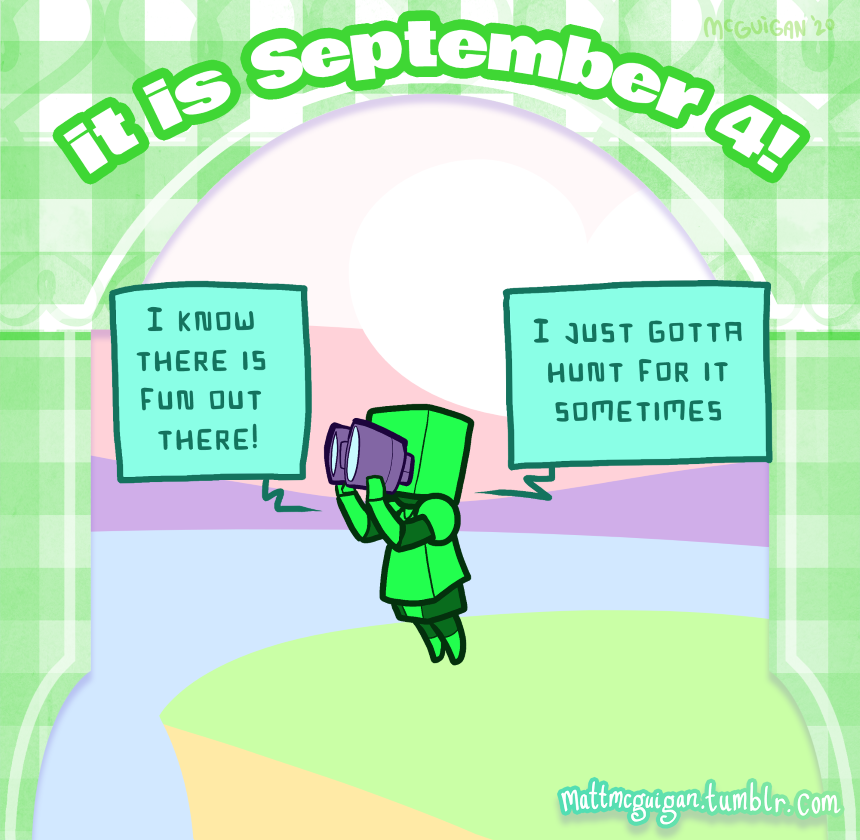 McGUiGAN '20
it is September 4!
I KNOW
THERE IS
FUN OUT
THERE!
I JUST GOTTA
HUNT FOR IT
SOMETIMES
mattmcguigan.tumblr.com